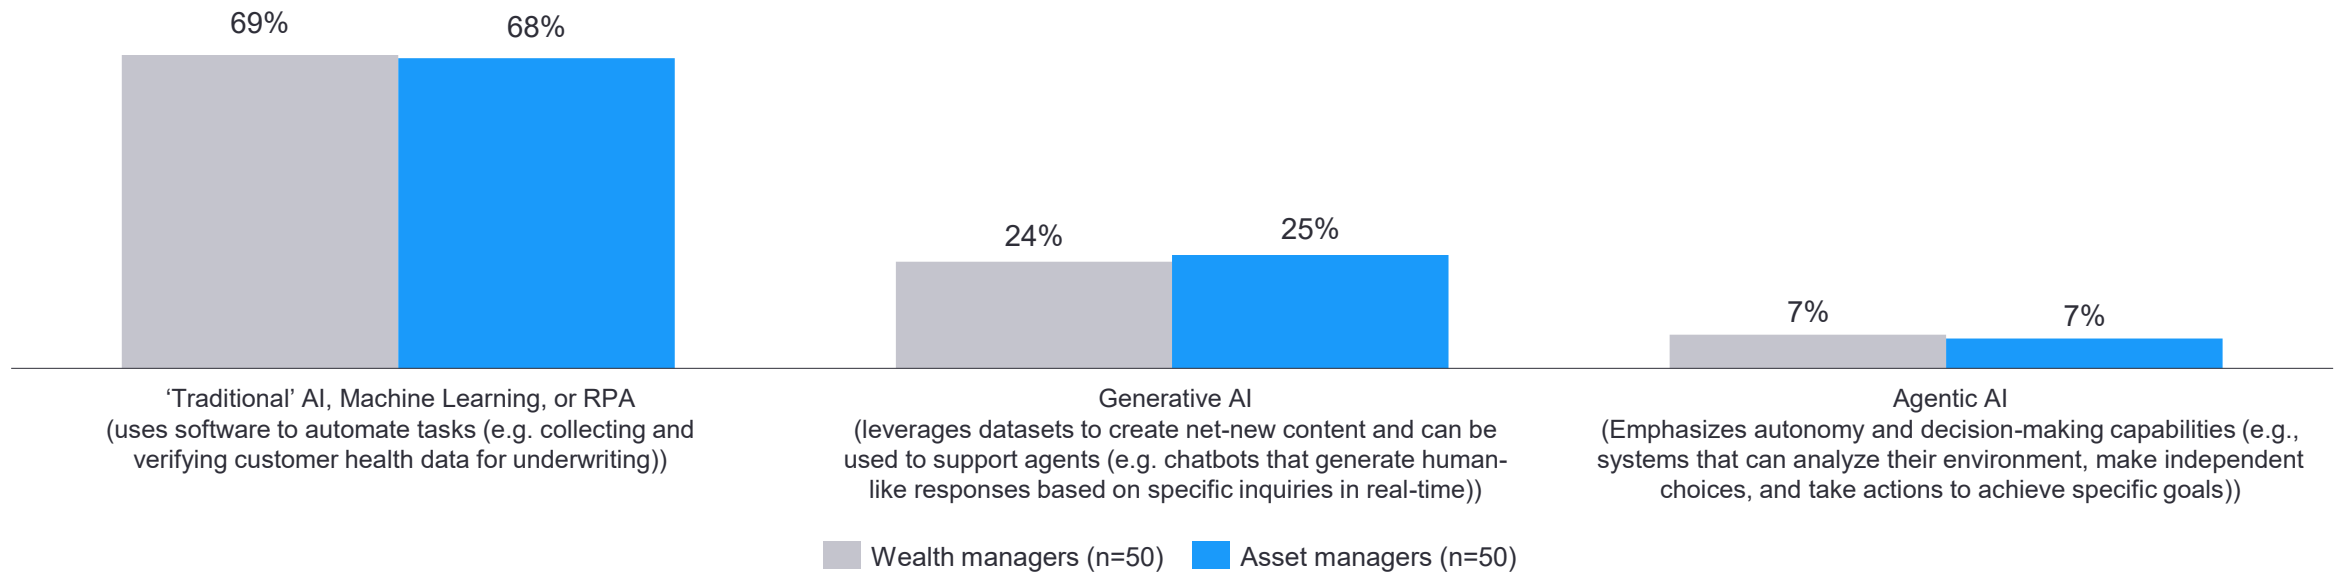 69%
68%
24%
25%
7%
7%
‘Traditional’ AI, Machine Learning, or RPA
(uses software to automate tasks (e.g. collecting and
verifying customer health data for underwriting))
Generative AI
(leverages datasets to create net-new content and can be
used to support agents (e.g. chatbots that generate human-
like responses based on specific inquiries in real-time))
Agentic AI
(Emphasizes autonomy and decision-making capabilities (e.g.,
systems that can analyze their environment, make independent
choices, and take actions to achieve specific goals))
Wealth managers (n=50)
Asset managers (n=50)